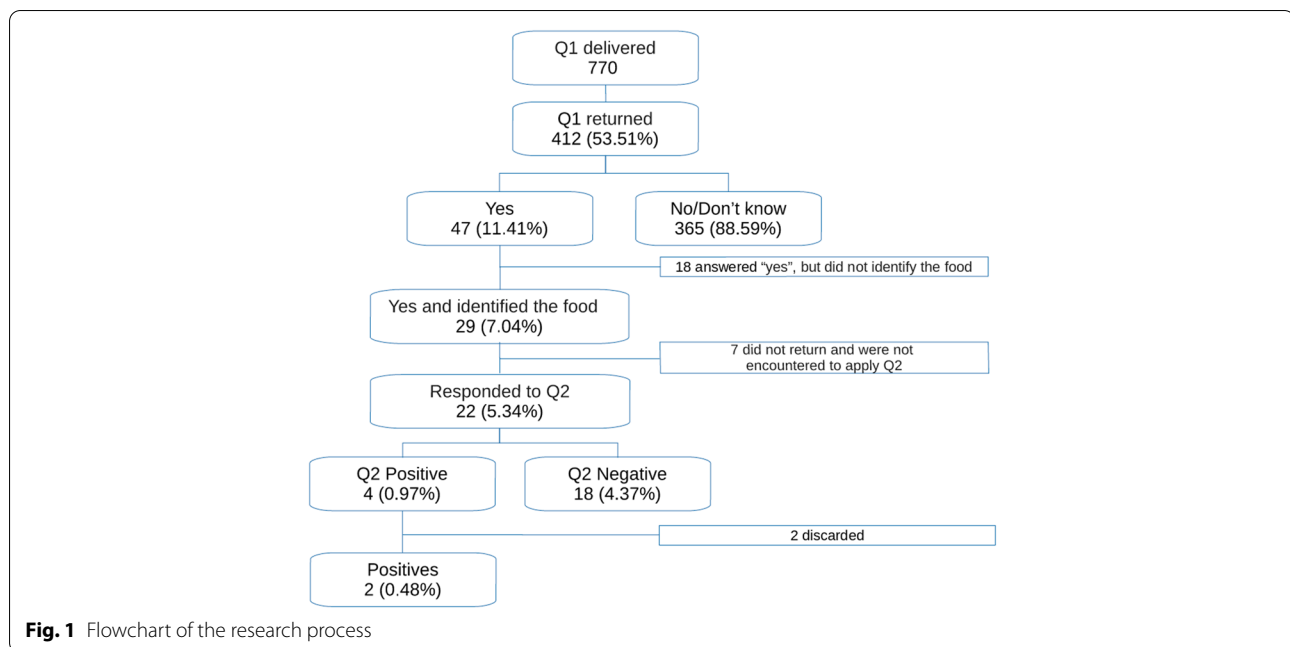 Q1 delivered
770
Q1 returned
412 (53.51%)
Yes
47 (11.41%)
No/Don’t know
365 (88.59%)
18 answered “yes”, but did not identify the food
Yes and identified the food
29 (7.04%)
7 did not return and were not
encountered to apply Q2
Responded to Q2
22 (5.34%)
Q2 Positive
4 (0.97%)
Q2 Negative
18 (4.37%)
2 discarded
Positives
2 (0.48%)
Fig. 1 Flowchart of the research process